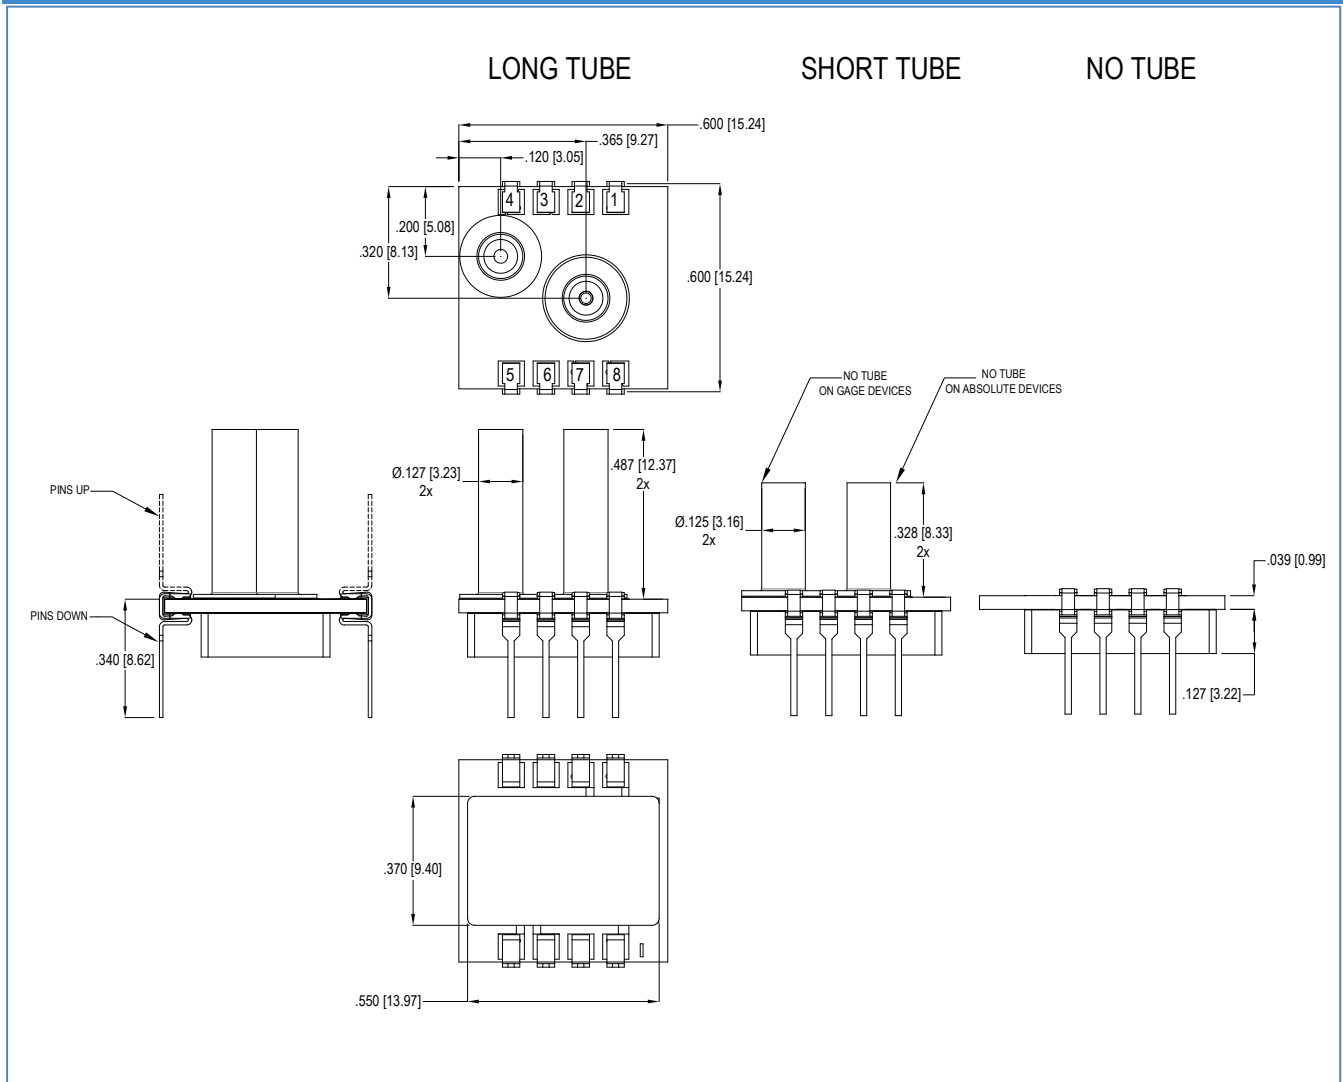 LONG TUBE
SHORT TUBE
NO TUBE
.600 [15.24]
.365 [9.27]
.120 [3.05]
4 3 2 1
.200 [5.08]
.320 [8.13]
.600 [15.24]
5 6 7 8
NO TUBE
ON GAGE DEVICES
NO TUBE
ON ABSOLUTE DEVICES
PINS UP
Ø.127 [3.23]
2x
.487 [12.37]
2x
Ø.125 [3.16]
2x
.328 [8.33]
2x
.039 [0.99]
PINS DOWN
.340 [8.62]
.127 [3.22]
.370 [9.40]
.550 [13.97]